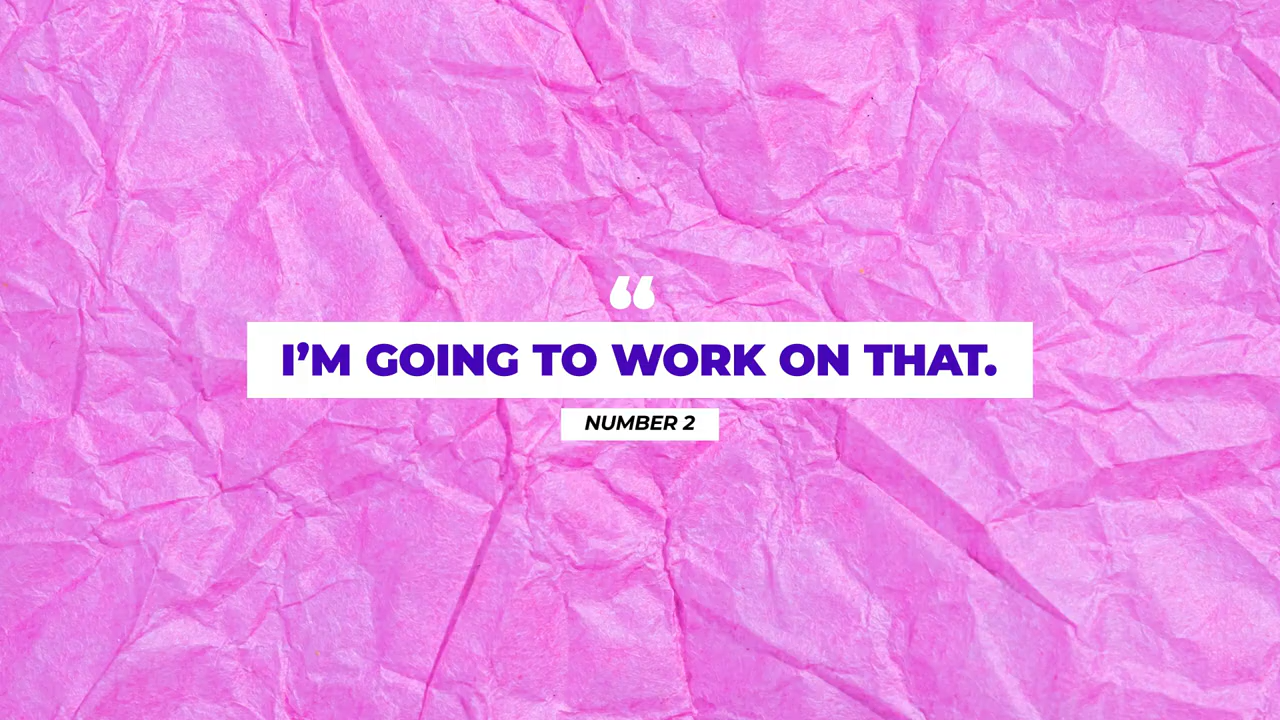 “
I’M GOING TO WORK ON THAT.
NUMBER 2